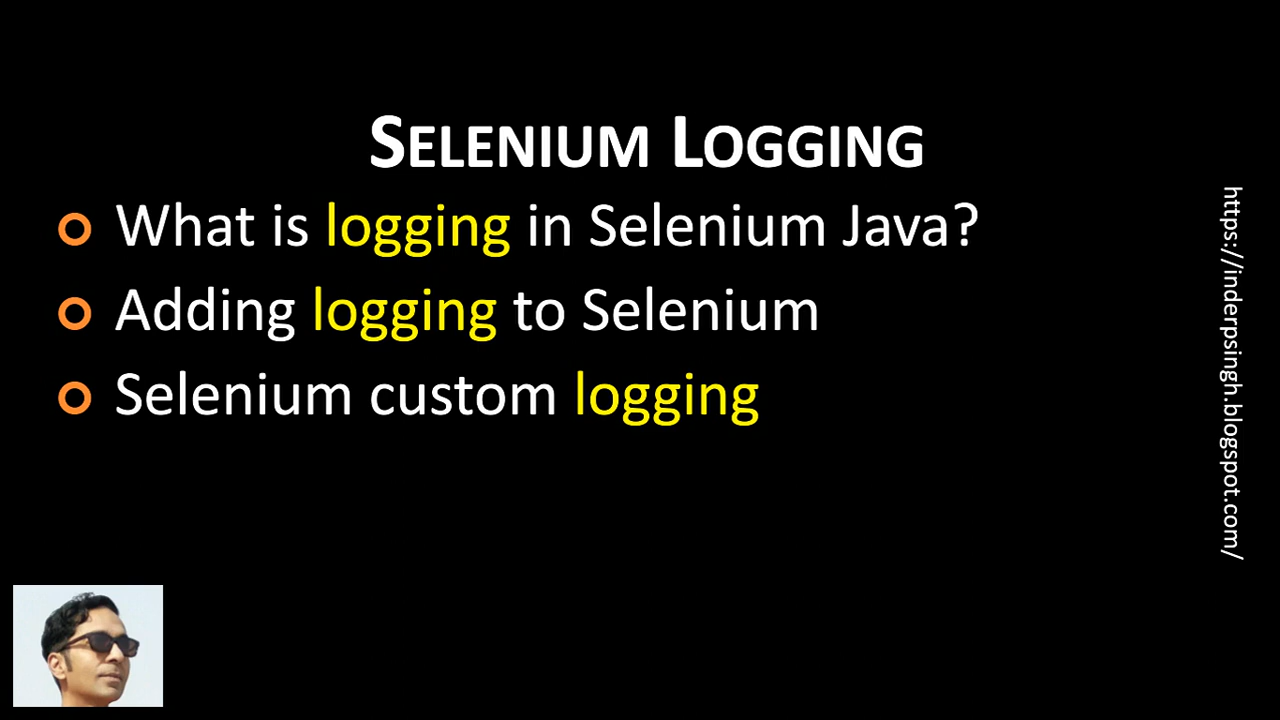 SELENIUM LOGGING
What is logging in Selenium Java?
Adding logging to Selenium
Selenium custom logging
https://inderpsingh.blogspot.com/